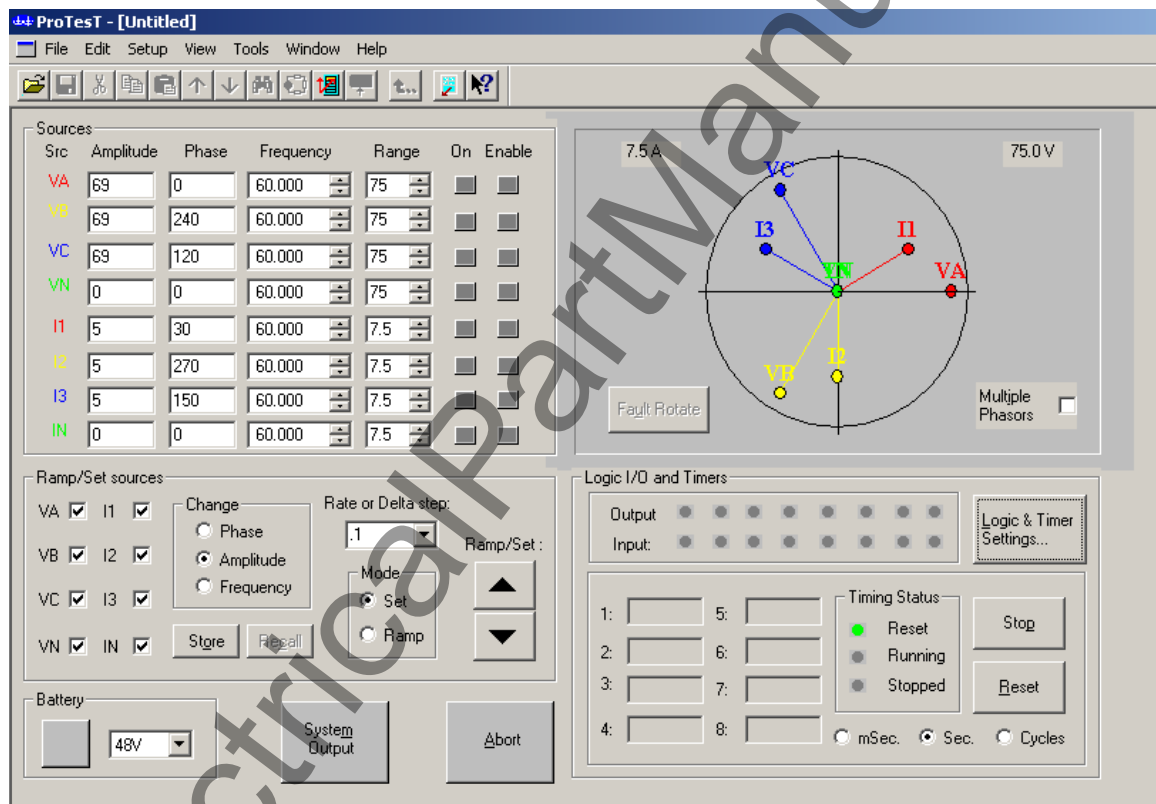 ProTesT - [Untitled]
File Edit Setup View Tools Window Help
Sources
Src Amplitude Phase Frequency Range On Enable
VA 69 0 60.000 75
VB 69 240 60.000 75
VC 69 120 60.000 75
VN 0 0 60.000 75
I1 5 30 60.000 7.5
I2 5 270 60.000 7.5
I3 5 150 60.000 7.5
IN 0 0 60.000 7.5
7.5 A 75.0 V
VC
I3 I1
VN VA
VB I2
Fault Rotate
Multiple Phasors
Ramp/Set sources
VA I1
VB I2
VC I3
VN IN
Change
Phase
Amplitude
Frequency
Store Recall
Rate or Delta step:
.1
Mode
Set
Ramp
Ramp/Set :
Battery
48V
System Output
Abort
Logic I/O and Timers
Output
Input:
Logic & Timer Settings...
1: 5:
2: 6:
3: 7:
4: 8:
Timing Status
Reset
Running
Stopped
Stop
Reset
mSec. Sec. Cycles
ctricalPartManu